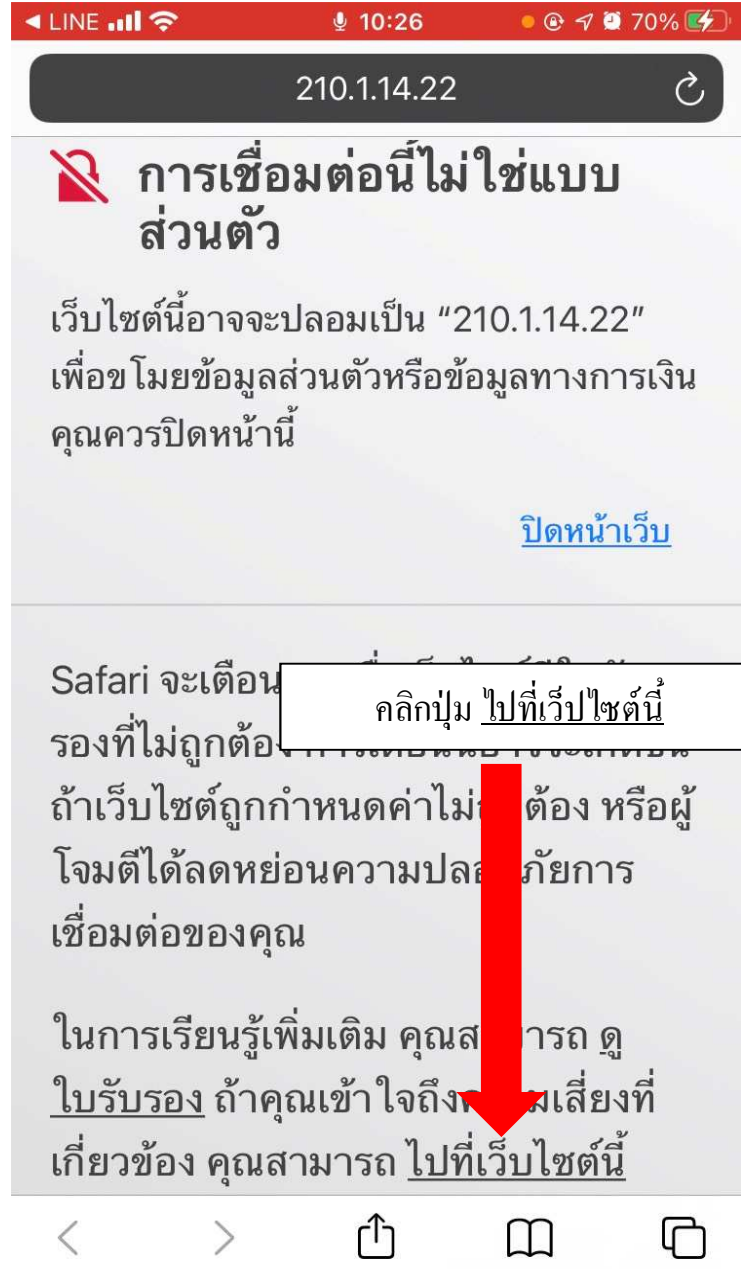 LINE 10:26 70%
210.1.14.22
การเชื่อมต่อนี้ไม่ใช่แบบ
ส่วนตัว
เว็บไซต์นี้อาจจะปลอมเป็น “210.1.14.22”
เพื่อขโมยข้อมูลส่วนตัวหรือข้อมูลทางการเงิน
คุณควรปิดหน้านี้
ปิดหน้าเว็บ
Safari จะเตือน
คลิกปุ่ม ไปที่เว็ปไซต์นี้
รองที่ไม่ถูกต้อง
ถ้าเว็บไซต์ถูกกำหนดค่าไม่ ต้อง หรือผู้
โจมตีได้ลดหย่อนความปลอ ภัยการ
เชื่อมต่อของคุณ
ในการเรียนรู้เพิ่มเติม คุณส ารถ ดู
ใบรับรอง ถ้าคุณเข้าใจถึง มเสี่ยงที่
เกี่ยวข้อง คุณสามารถ ไปที่เว็บไซต์นี้